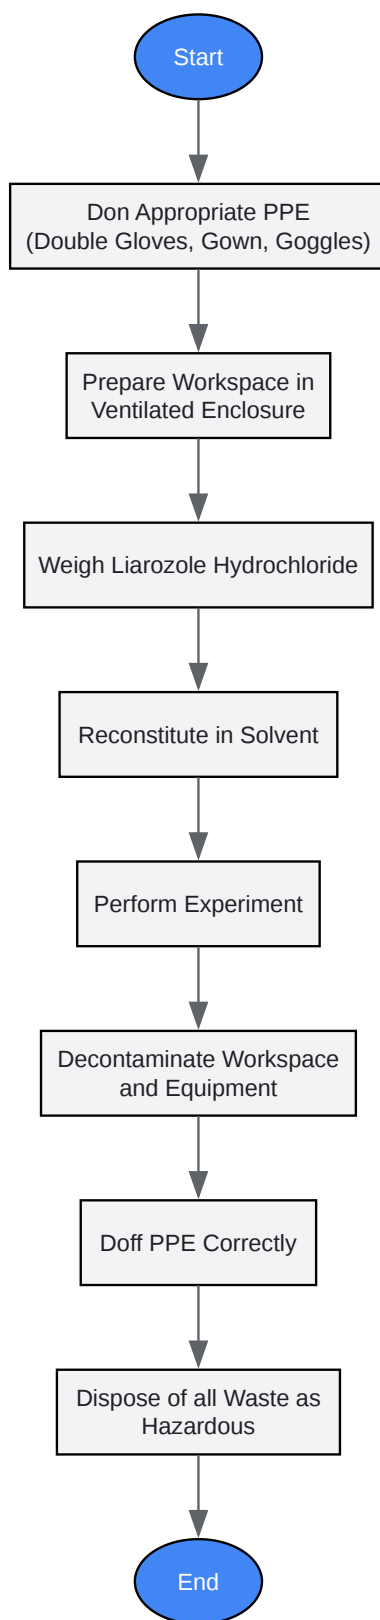 Start
Don Appropriate PPE
(Double Gloves, Gown, Goggles)
Prepare Workspace in
Ventilated Enclosure
Weigh Liarozole Hydrochloride
Reconstitute in Solvent
Perform Experiment
Decontaminate Workspace
and Equipment
Doff PPE Correctly
Dispose of all Waste as
Hazardous
End